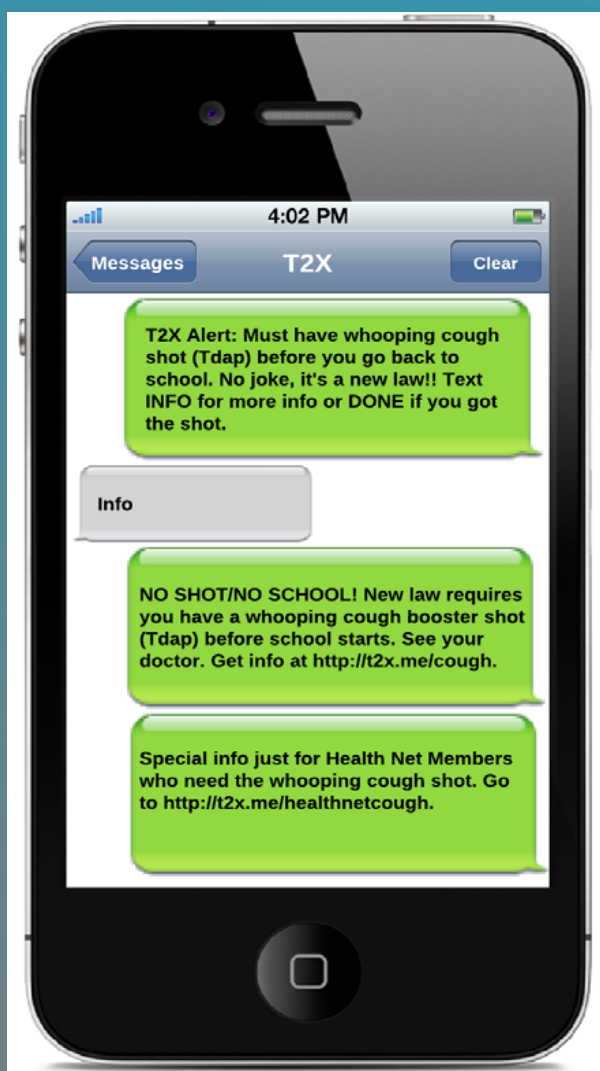 4:02 PM
Messages
T2X
Clear
T2X Alert: Must have whooping cough
shot (Tdap) before you go back to
school. No joke, it's a new law!! Text
INFO for more info or DONE if you got
the shot.
Info
NO SHOT/NO SCHOOL! New law requires
you have a whooping cough booster shot
(Tdap) before school starts. See your
doctor. Get info at http://t2x.me/cough.
Special info just for Health Net Members
who need the whooping cough shot. Go
to http://t2x.me/healthnetcough.